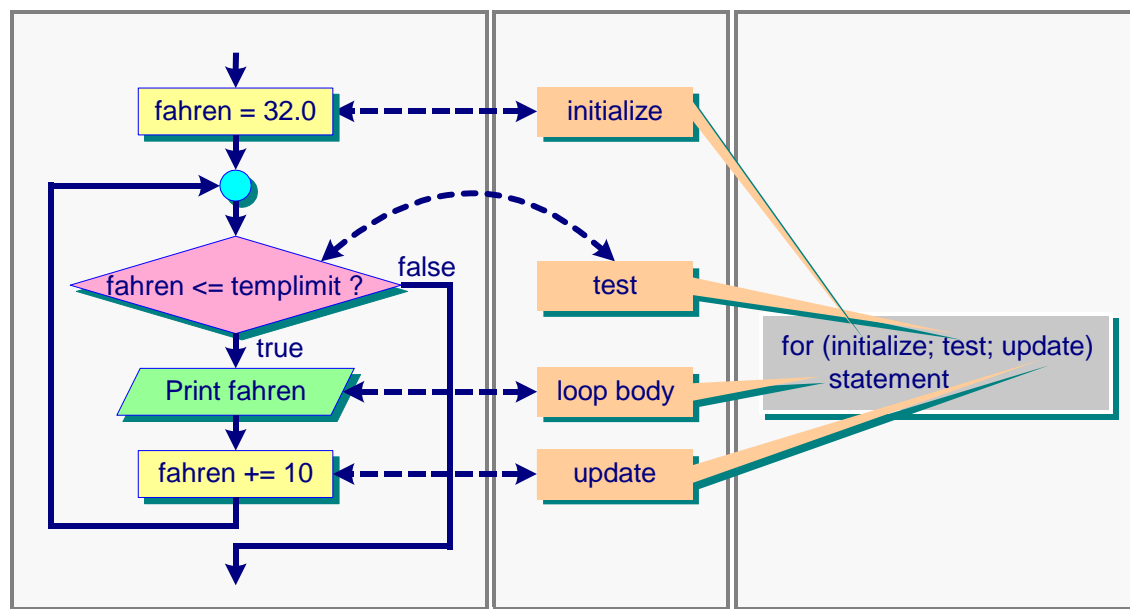 fahren = 32.0
fahren <= templimit ?
false
true
Print fahren
fahren += 10
initialize
test
loop body
update
for (initialize; test; update)
statement